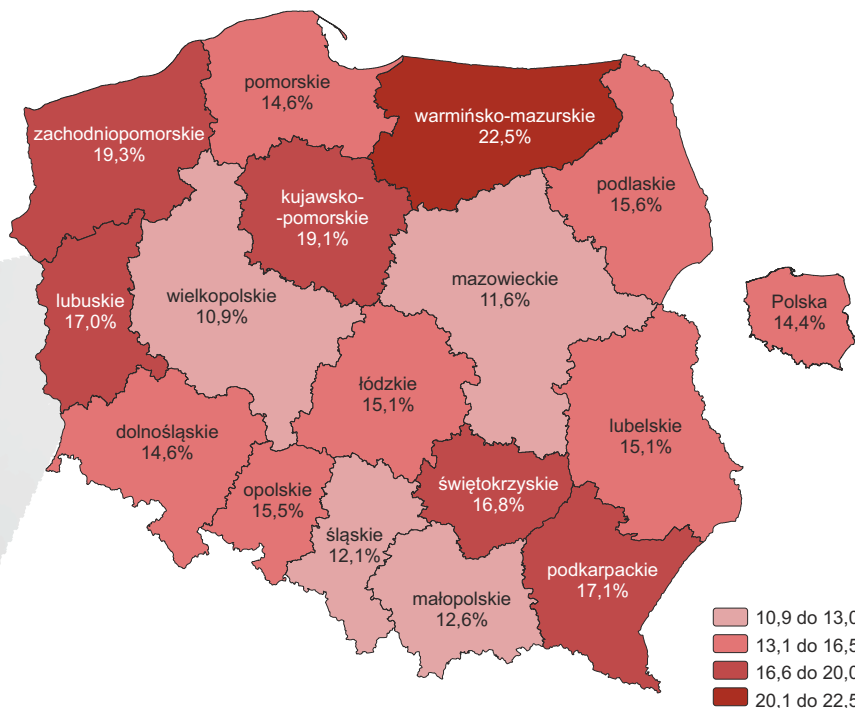 pomorskie
14,6%
warmińsko-mazurskie
22,5%
zachodniopomorskie
19,3%
podlaskie
15,6%
kujawsko-
-pomorskie
19,1%
mazowieckie
11,6%
lubuskie
17,0%
wielkopolskie
10,9%
Polska
14,4%
łódzkie
15,1%
lubelskie
15,1%
dolnośląskie
14,6%
opolskie
15,5%
świętokrzyskie
16,8%
śląskie
12,1%
podkarpackie
17,1%
małopolskie
12,6%
10,9 do 13,0
13,1 do 16,5
16,6 do 20,0
20,1 do 22,5